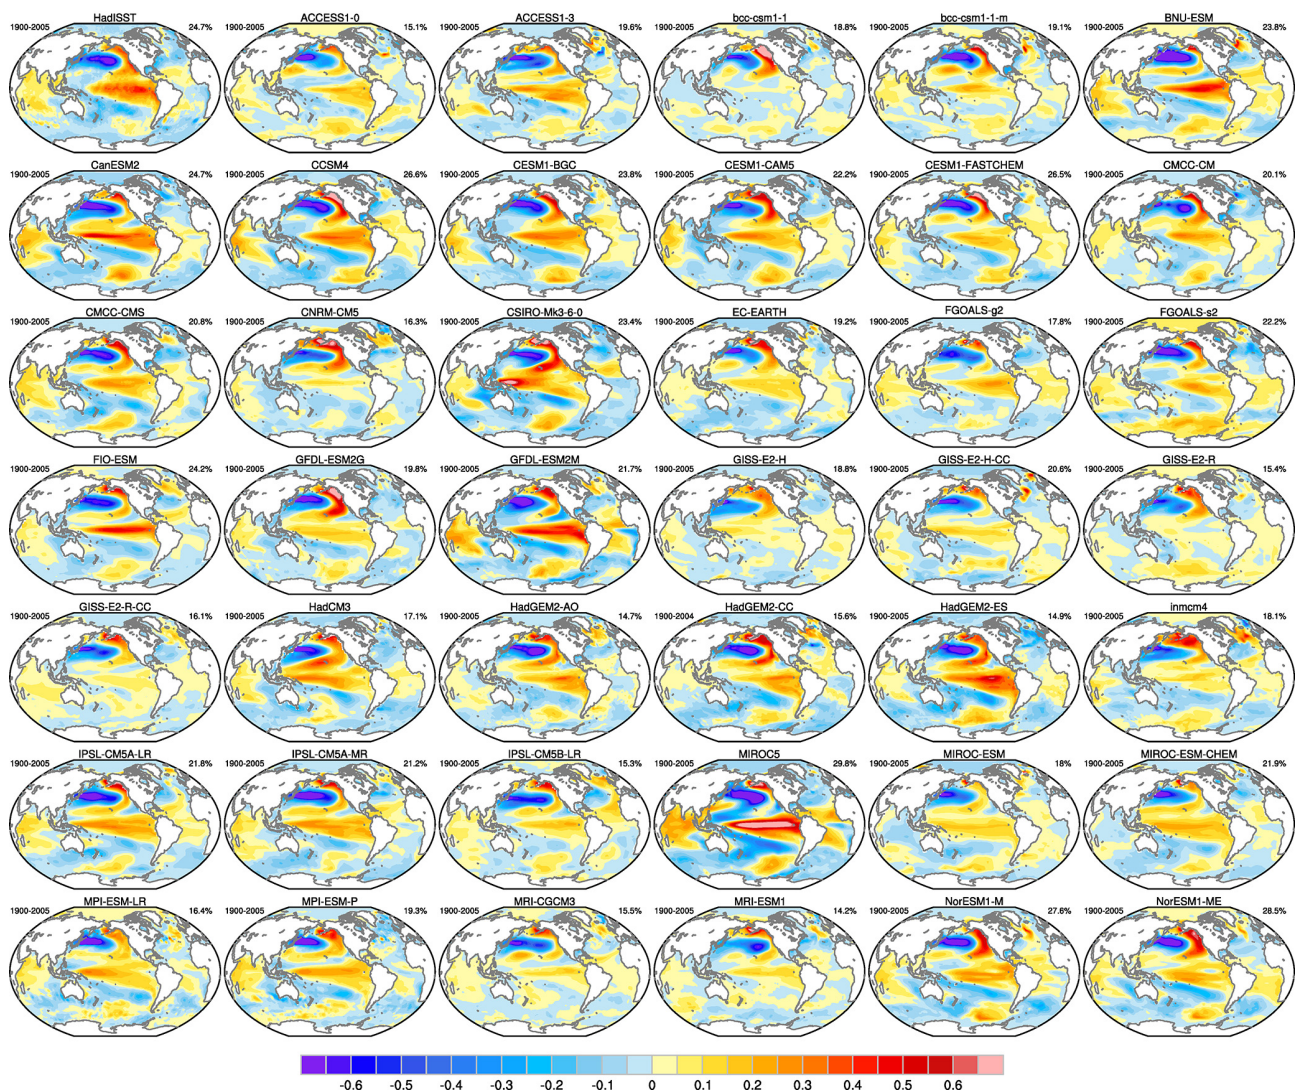 HadISST ACCESS1-0 ACCESS1-3 bcc-csm1-1 bcc-csm1-1-m BNU-ESM
1900-2005 24.7% 1900-2005 15.1% 1900-2005 19.6% 1900-2005 18.8% 1900-2005 19.1% 1900-2005 23.8%
CanESM2 CCSM4 CESM1-BGC CESM1-CAM5 CESM1-FASTCHEM CMCC-CM
1900-2005 24.7% 1900-2005 26.6% 1900-2005 23.8% 1900-2005 22.2% 1900-2005 26.5% 1900-2005 20.1%
CMCC-CMS CNRM-CM5 CSIRO-Mk3-6-0 EC-EARTH FGOALS-g2 FGOALS-s2
1900-2005 20.8% 1900-2005 16.3% 1900-2005 23.4% 1900-2005 19.2% 1900-2005 17.8% 1900-2005 22.2%
FIO-ESM GFDL-ESM2G GFDL-ESM2M GISS-E2-H GISS-E2-H-CC GISS-E2-R
1900-2005 24.2% 1900-2005 19.8% 1900-2005 21.7% 1900-2005 18.8% 1900-2005 20.6% 1900-2005 15.4%
GISS-E2-R-CC HadCM3 HadGEM2-AO HadGEM2-CC HadGEM2-ES inmcm4
1900-2005 16.1% 1900-2005 17.1% 1900-2005 14.7% 1900-2004 15.6% 1900-2005 14.9% 1900-2005 18.1%
IPSL-CM5A-LR IPSL-CM5A-MR IPSL-CM5B-LR MIROC5 MIROC-ESM MIROC-ESM-CHEM
1900-2005 21.8% 1900-2005 21.2% 1900-2005 15.3% 1900-2005 29.8% 1900-2005 18% 1900-2005 21.9%
MPI-ESM-LR MPI-ESM-P MRI-CGCM3 MRI-ESM1 NorESM1-M NorESM1-ME
1900-2005 16.4% 1900-2005 19.3% 1900-2005 15.5% 1900-2005 14.2% 1900-2005 27.6% 1900-2005 28.5%
-0.6 -0.5 -0.4 -0.3 -0.2 -0.1 0 0.1 0.2 0.3 0.4 0.5 0.6